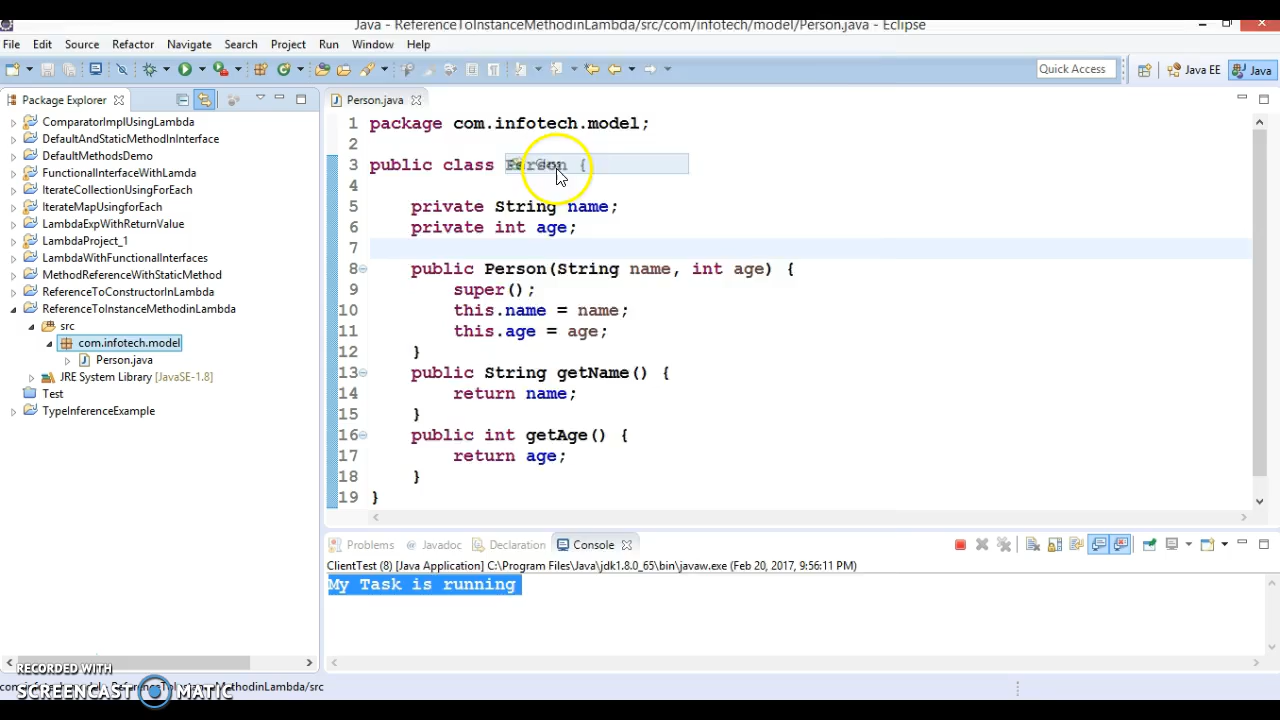 Java - ReferenceToInstanceMethodinLambda/src/com/infotech/model/Person.java - Eclipse
File Edit Source Refactor Navigate Search Project Run Window Help
Quick Access
Java EE
Java
Package Explorer
ComparatorImplUsingLambda
DefaultAndStaticMethodInInterface
DefaultMethodsDemo
FunctionalInterfaceWithLamda
IterateCollectionUsingForEach
IterateMapUsingforEach
LambdaExpWithReturnValue
LambdaProject_1
LambdaWithFunctionalInterfaces
MethodReferenceWithStaticMethod
ReferenceToConstructorInLambda
ReferenceToInstanceMethodinLambda
src
com.infotech.model
Person.java
JRE System Library [JavaSE-1.8]
Test
TypeInferenceExample
Person.java
1 package com.infotech.model;
2
3 public class Person {
4
5 private String name;
6 private int age;
7
8 public Person(String name, int age) {
9 super();
10 this.name = name;
11 this.age = age;
12 }
13 public String getName() {
14 return name;
15 }
16 public int getAge() {
17 return age;
18 }
19 }
Problems @ Javadoc Declaration Console
ClientTest (8) [Java Application] C:\Program Files\Java\jdk1.8.0_65\bin\javaw.exe (Feb 20, 2017, 9:56:11 PM)
My Task is running
RECORDED WITH
SCREENCAST MATIC